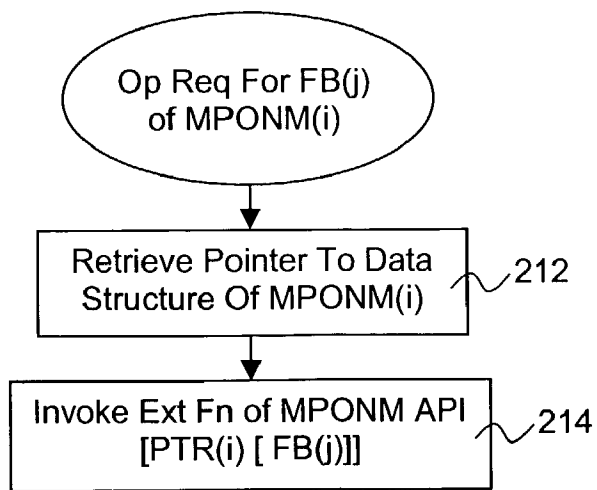 Op Req For FB(j)
of MPONM(i)
Retrieve Pointer To Data
Structure Of MPONM(i)
212
Invoke Ext Fn of MPONM API
[PTR(i) [ FB(j)]]
214